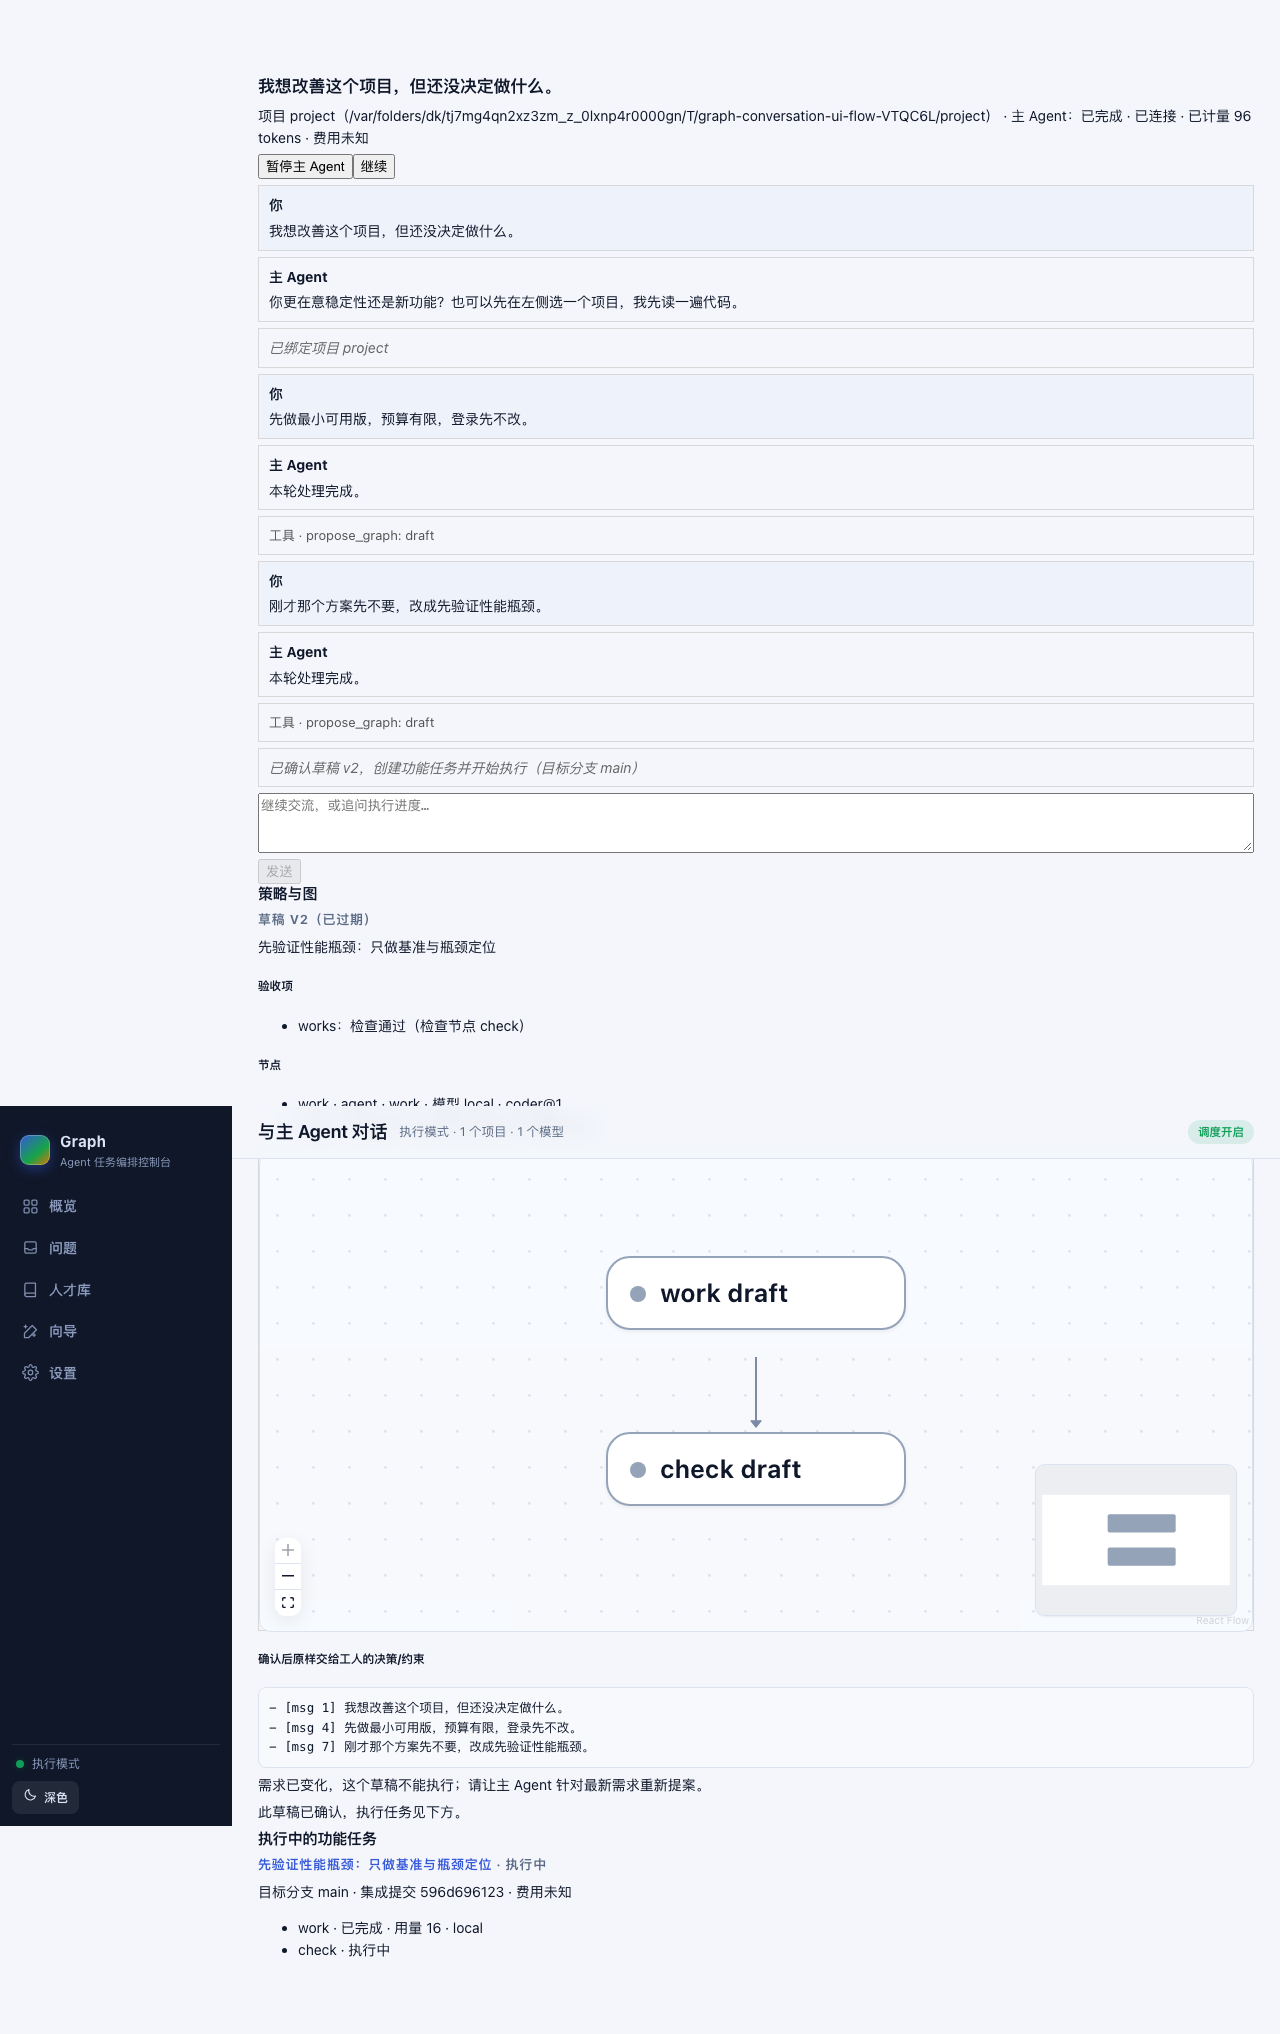 我想改善这个项目，但还没决定做什么。
项目 project（/var/folders/dk/tj7mg4qn2xz3zm_z_0lxnp4r0000gn/T/graph-conversation-ui-flow-VTQC6L/project） · 主 Agent：已完成 · 已连接 · 已计量 96
tokens · 费用未知
暂停主 Agent 继续
你
我想改善这个项目，但还没决定做什么。
主 Agent
你更在意稳定性还是新功能？也可以先在左侧选一个项目，我先读一遍代码。
已绑定项目 project
你
先做最小可用版，预算有限，登录先不改。
主 Agent
本轮处理完成。
工具 · propose_graph: draft
你
刚才那个方案先不要，改成先验证性能瓶颈。
主 Agent
本轮处理完成。
工具 · propose_graph: draft
已确认草稿 v2，创建功能任务并开始执行（目标分支 main）
继续交流，或追问执行进度…
发送
策略与图
草稿 V2（已过期）
先验证性能瓶颈：只做基准与瓶颈定位
验收项
works：检查通过（检查节点 check）
节点
work · agent · work · 模型 local · coder@1
Graph
Agent 任务编排控制台
概览
问题
人才库
向导
设置
执行模式
深色
与主 Agent 对话 执行模式 · 1 个项目 · 1 个模型 调度开启
work draft
check draft
React Flow
确认后原样交给工人的决策/约束
– [msg 1] 我想改善这个项目，但还没决定做什么。
– [msg 4] 先做最小可用版，预算有限，登录先不改。
– [msg 7] 刚才那个方案先不要，改成先验证性能瓶颈。
需求已变化，这个草稿不能执行；请让主 Agent 针对最新需求重新提案。
此草稿已确认，执行任务见下方。
执行中的功能任务
先验证性能瓶颈：只做基准与瓶颈定位 · 执行中
目标分支 main · 集成提交 596d696123 · 费用未知
work · 已完成 · 用量 16 · local
check · 执行中